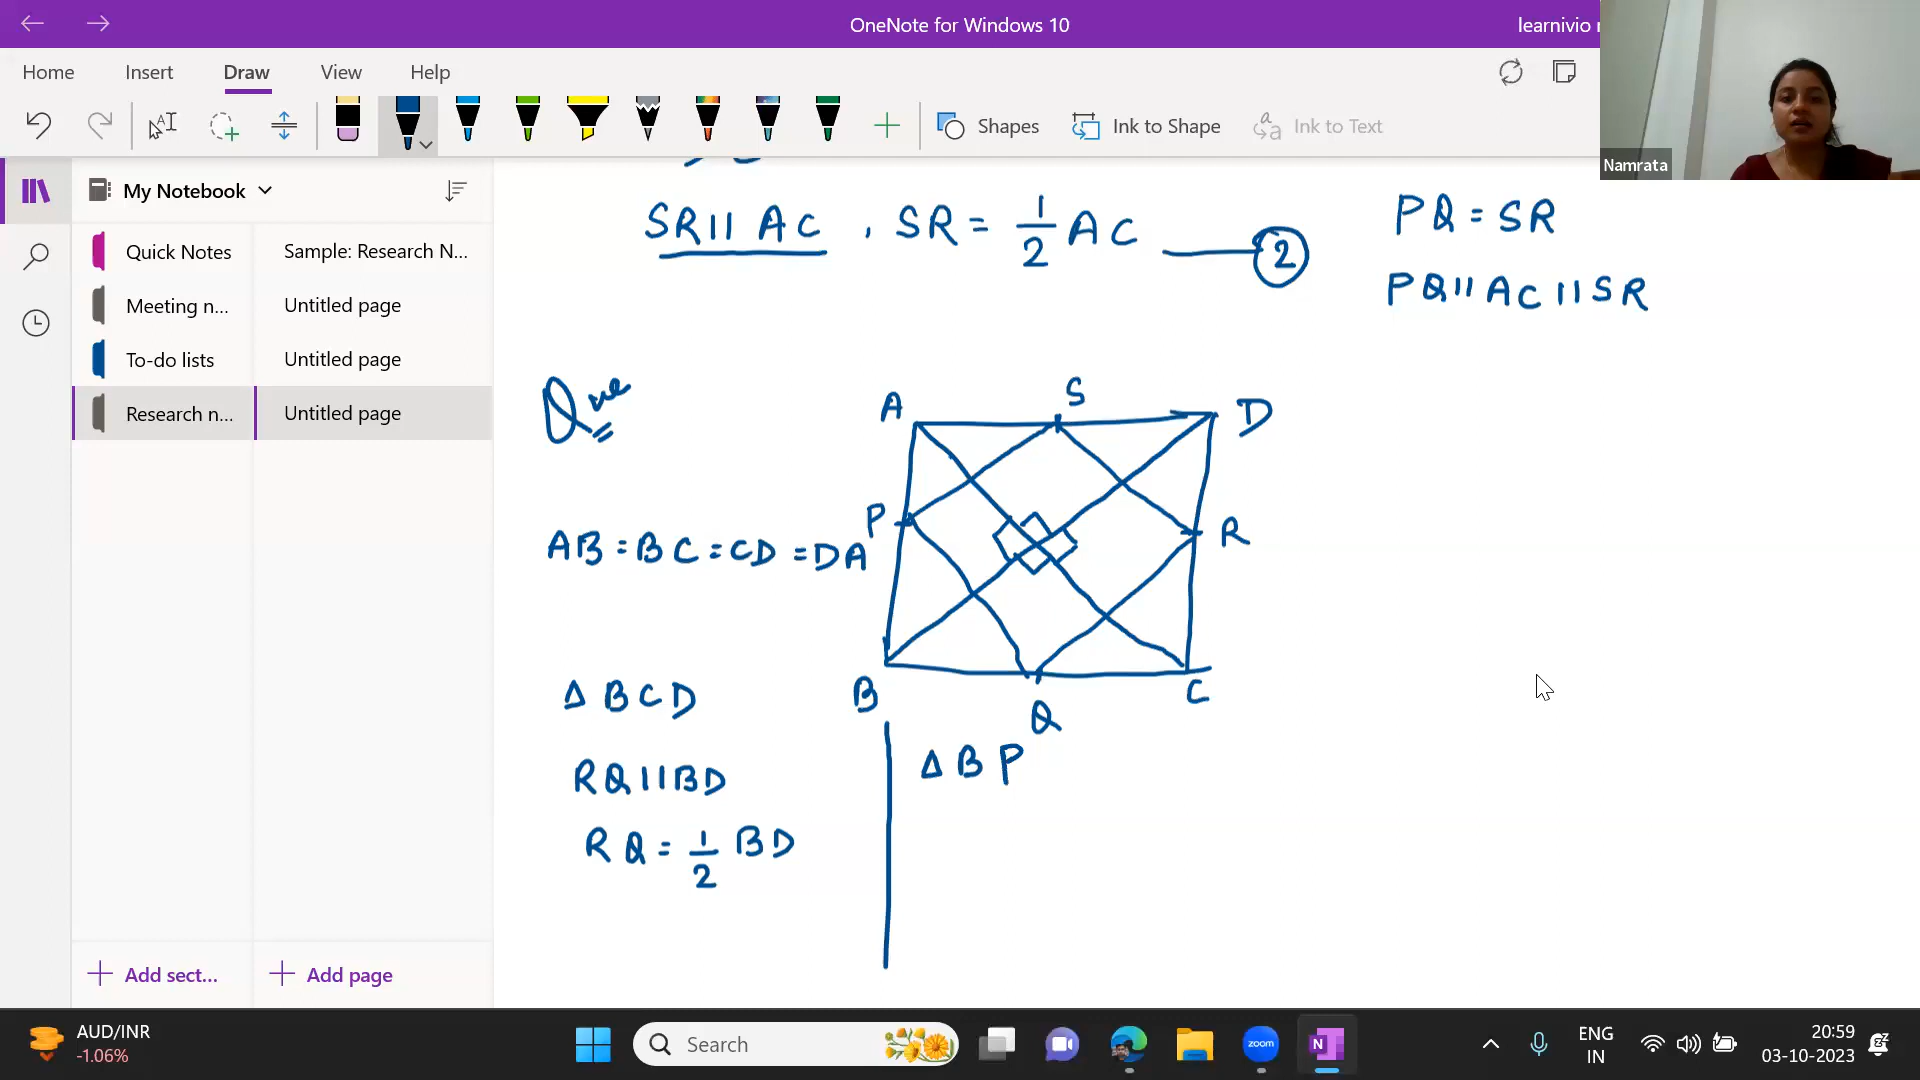 OneNote for Windows 10
learnivio
Home Insert Draw View Help
Shapes Ink to Shape Ink to Text
Namrata
My Notebook
Quick Notes
Meeting n...
To-do lists
Research n...
Sample: Research N...
Untitled page
Untitled page
Untitled page
SR || AC , SR = 1/2 AC —— 2
PQ = SR
PQ || AC || SR
Que
A S D
P R
AB = BC = CD = DA
B Q C
Δ BCD
RQ || BD
RQ = 1/2 BD
Δ BP
Add sect...
Add page
AUD/INR
-1.06%
Search
zoom
N
ENG
IN
20:59
03-10-2023